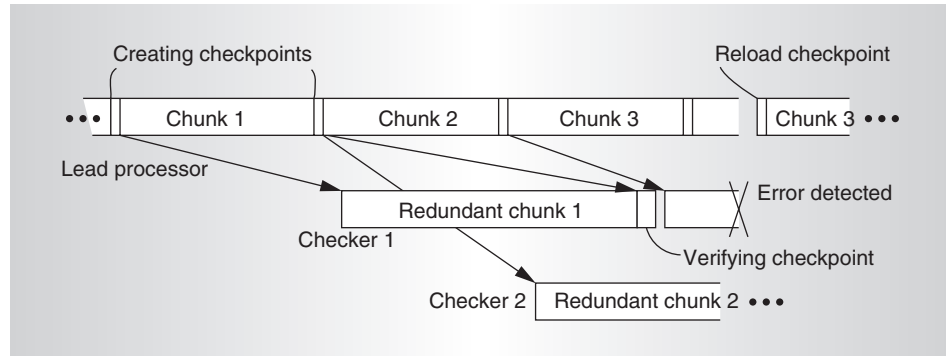 Creating checkpoints
Reload checkpoint
••• Chunk 1 Chunk 2 Chunk 3 Chunk 3 •••
Lead processor
Error detected
Redundant chunk 1
Checker 1
Verifying checkpoint
Checker 2 Redundant chunk 2 •••